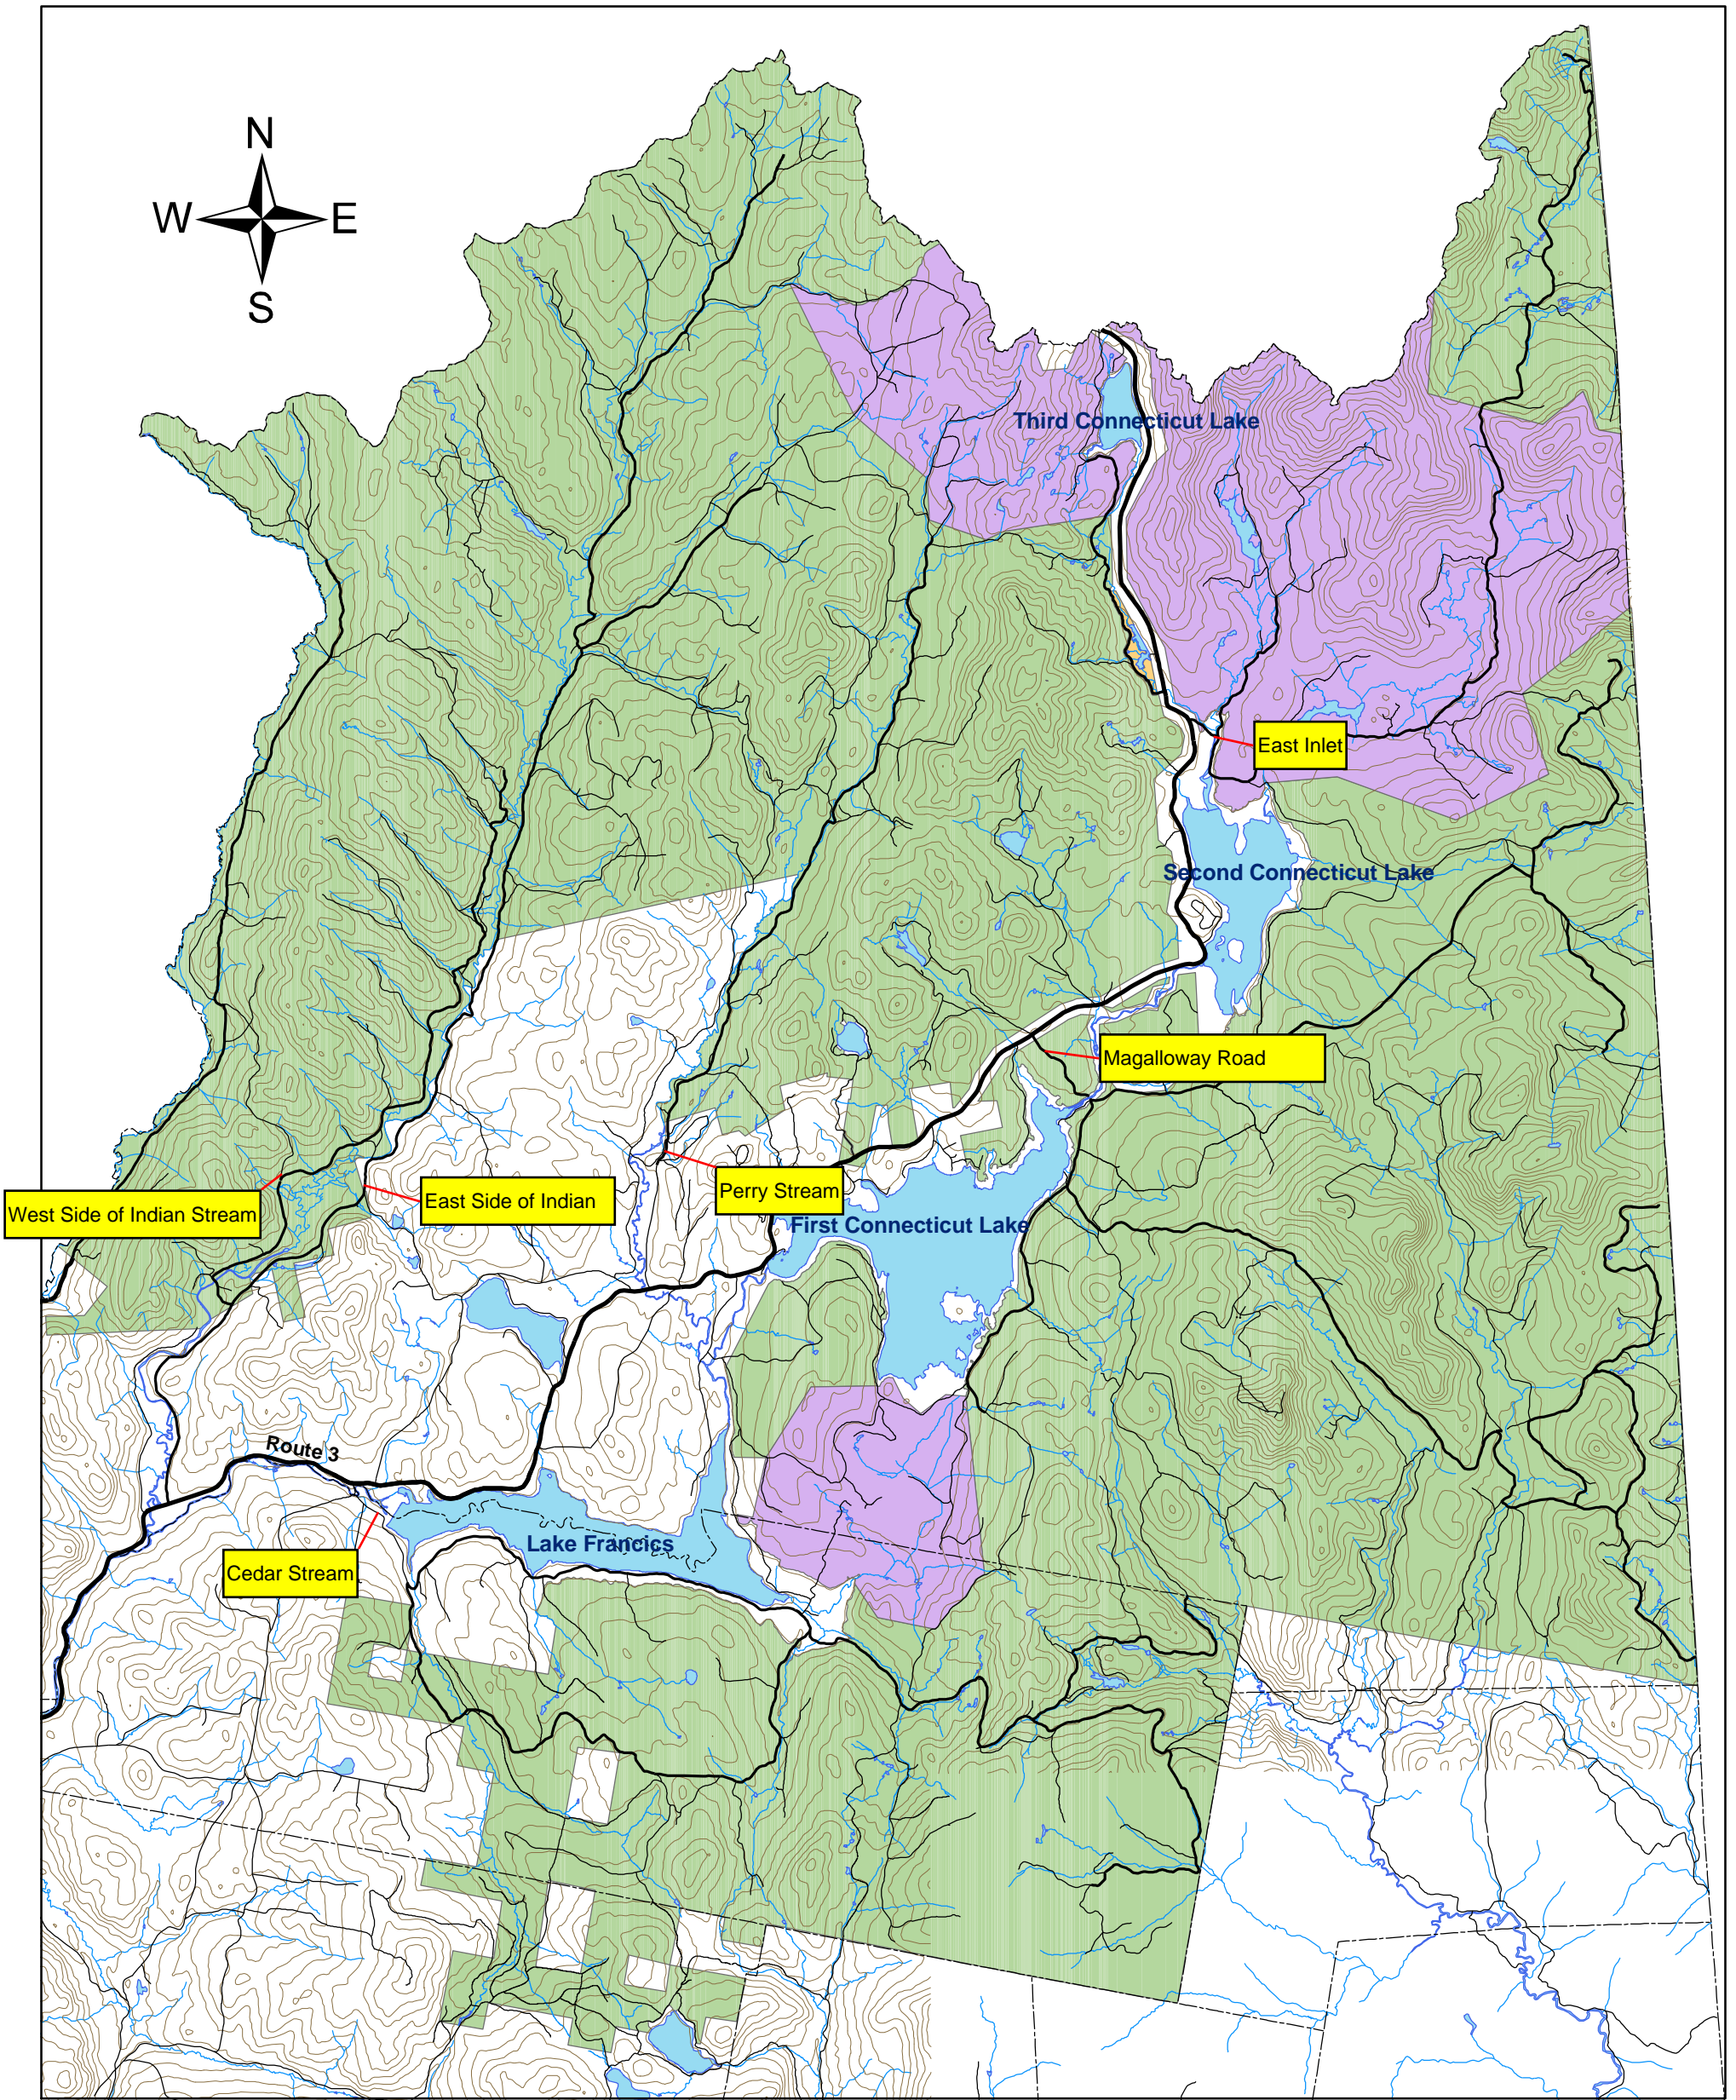 N
W E
S
Third Connecticut Lake
East Inlet
Second Connecticut Lake
Magalloway Road
Perry Stream
East Side of Indian
West Side of Indian Stream
First Connecticut Lake
Route 3
Lake Francics
Cedar Stream